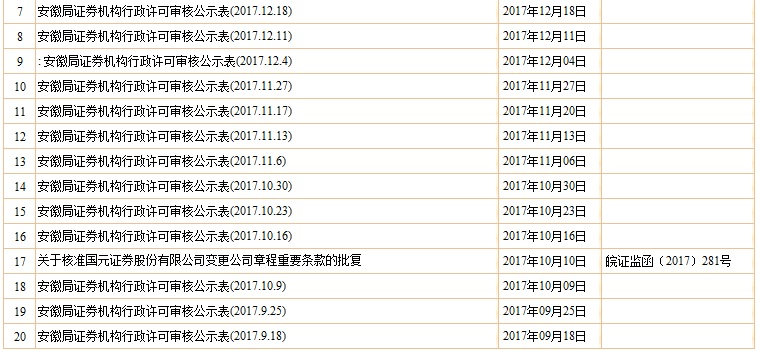 7 安徽局证券机构行政许可审核公示表(2017.12.18) 2017年12月18日
8 安徽局证券机构行政许可审核公示表(2017.12.11) 2017年12月11日
9 : 安徽局证券机构行政许可审核公示表(2017.12.4) 2017年12月04日
10 安徽局证券机构行政许可审核公示表(2017.11.27) 2017年11月27日
11 安徽局证券机构行政许可审核公示表(2017.11.17) 2017年11月20日
12 安徽局证券机构行政许可审核公示表(2017.11.13) 2017年11月13日
13 安徽局证券机构行政许可审核公示表(2017.11.6) 2017年11月06日
14 安徽局证券机构行政许可审核公示表(2017.10.30) 2017年10月30日
15 安徽局证券机构行政许可审核公示表(2017.10.23) 2017年10月23日
16 安徽局证券机构行政许可审核公示表(2017.10.16) 2017年10月16日
17 关于核准国元证券股份有限公司变更公司章程重要条款的批复 2017年10月10日 皖证监函（2017）281号
18 安徽局证券机构行政许可审核公示表(2017.10.9) 2017年10月09日
19 安徽局证券机构行政许可审核公示表(2017.9.25) 2017年09月25日
20 安徽局证券机构行政许可审核公示表(2017.9.18) 2017年09月18日